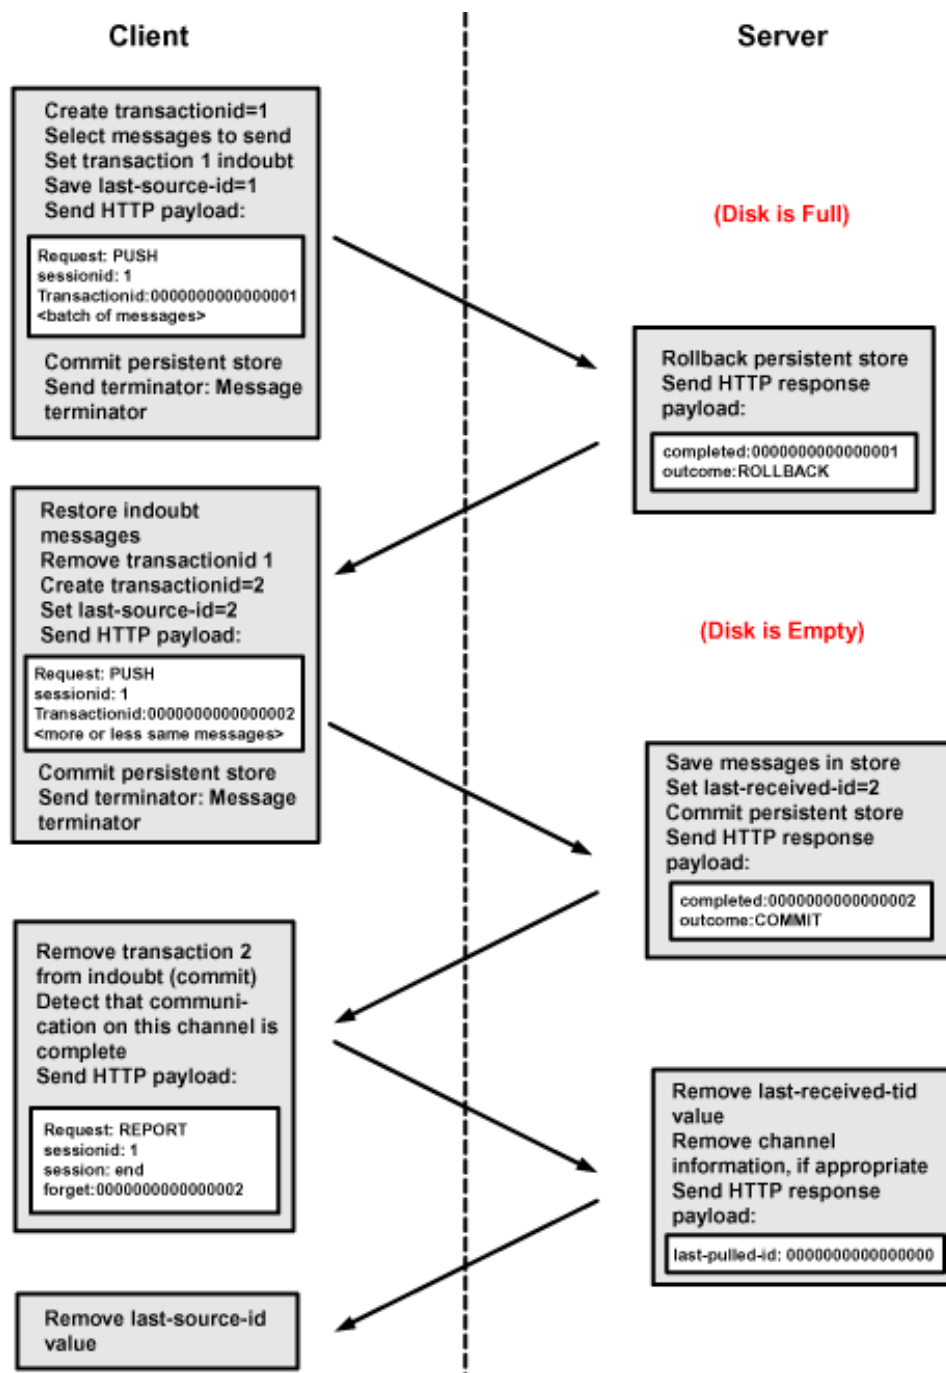 Client
Server
Create transactionid=1
Select messages to send
Set transaction 1 indoubt
Save last-source-id=1
Send HTTP payload:
Request: PUSH
sessionid: 1
Transactionid:0000000000000001
<batch of messages>
Commit persistent store
Send terminator: Message
terminator
(Disk is Full)
Rollback persistent store
Send HTTP response
payload:
completed:0000000000000001
outcome:ROLLBACK
Restore indoubt
messages
Remove transactionid 1
Create transactionid=2
Set last-source-id=2
Send HTTP payload:
Request: PUSH
sessionid: 1
Transactionid:0000000000000002
<more or less same messages>
Commit persistent store
Send terminator: Message
terminator
(Disk is Empty)
Save messages in store
Set last-received-id=2
Commit persistent store
Send HTTP response
payload:
completed:0000000000000002
outcome:COMMIT
Remove transaction 2
from indoubt (commit)
Detect that communi-
cation on this channel is
complete
Send HTTP payload:
Request: REPORT
sessionid: 1
session: end
forget:0000000000000002
Remove last-received-tid
value
Remove channel
information, if appropriate
Send HTTP response
payload:
last-pulled-id: 0000000000000000
Remove last-source-id
value